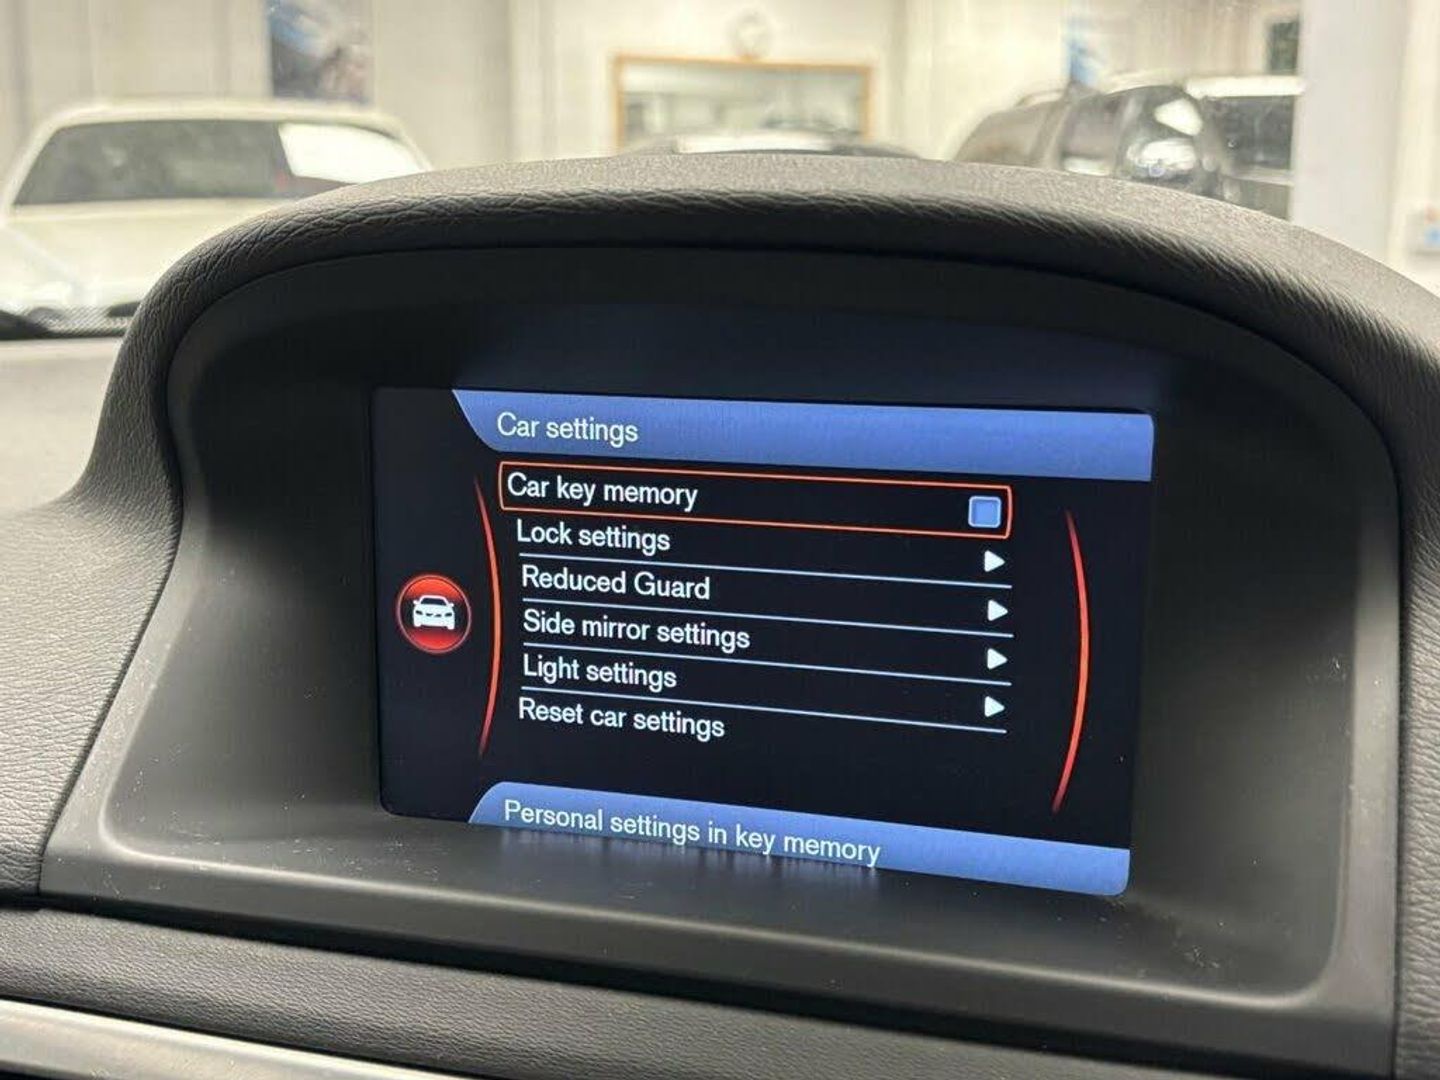 Car settings
Car key memory
Lock settings
Reduced Guard
Side mirror settings
Light settings
Reset car settings
Personal settings in key memory